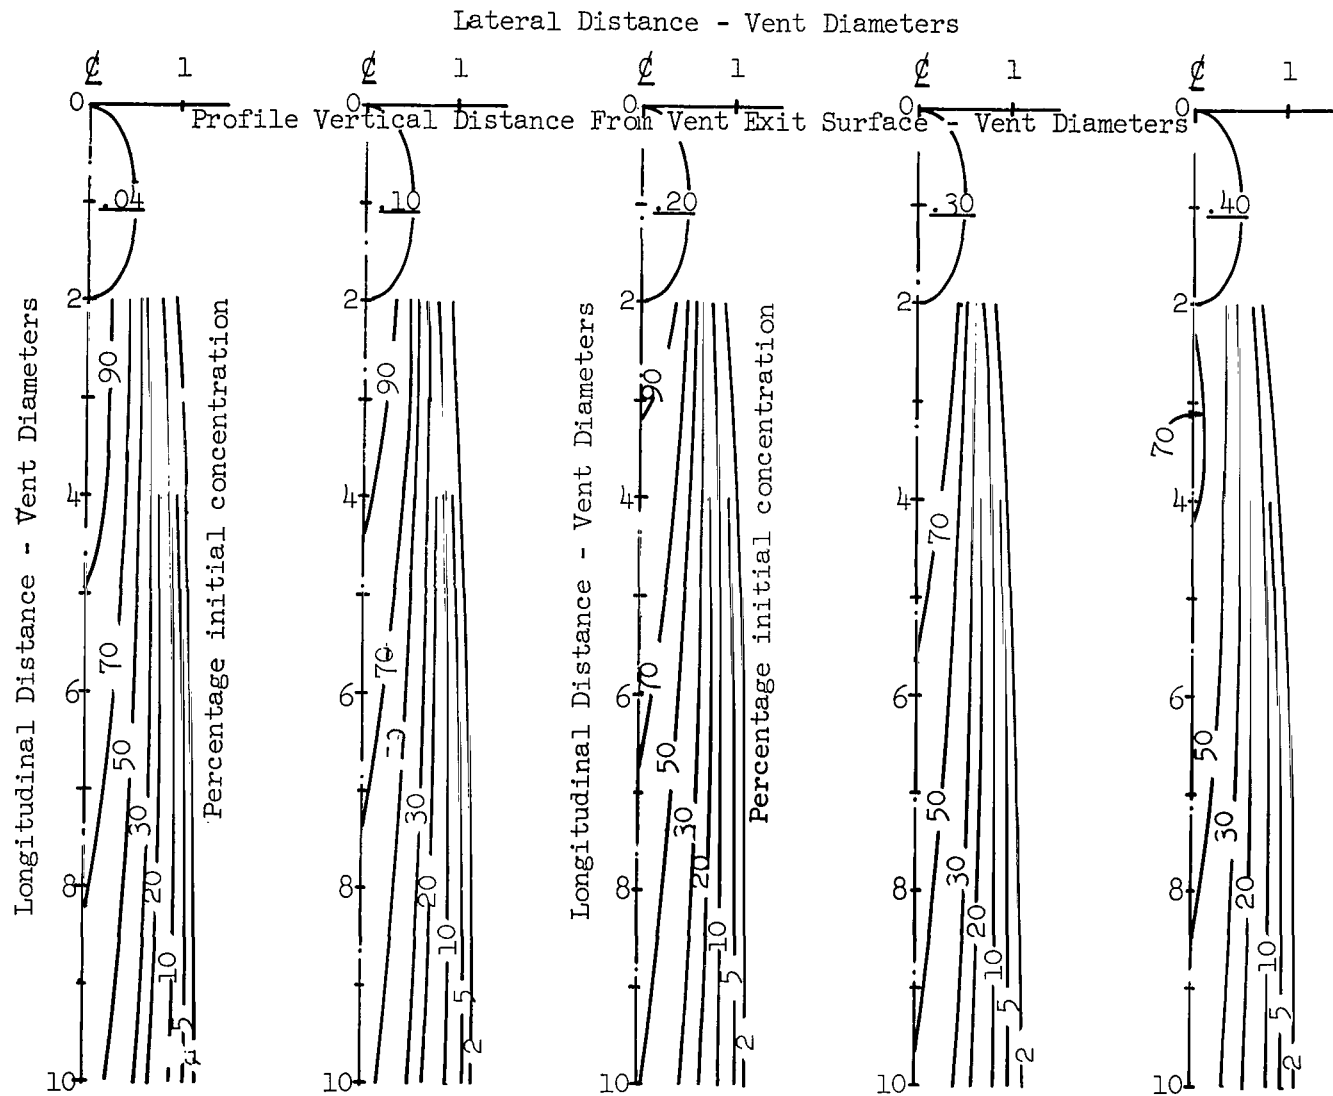 Lateral Distance - Vent Diameters
℄ 1 ℄ 1 ℄ 1 ℄ 1 ℄ 1
0 0 0 0 0
Profile Vertical Distance From Vent Exit Surface - Vent Diameters
.04 .10 .20 .30 .40
2 2 2 2 2
Longitudinal Distance - Vent Diameters
Percentage initial concentration
Longitudinal Distance - Vent Diameters
Percentage initial concentration
90 90 90
70
4 4 4 4 4
70
70 70 70
6 6 6 6 6
50 50 50
50
30 30 30 30
20
8 8 8 8 8
20 20 30 20
20
10 10 10 10 10
5 5 5 5 5
2 2 2 2
10 10 10 10 10